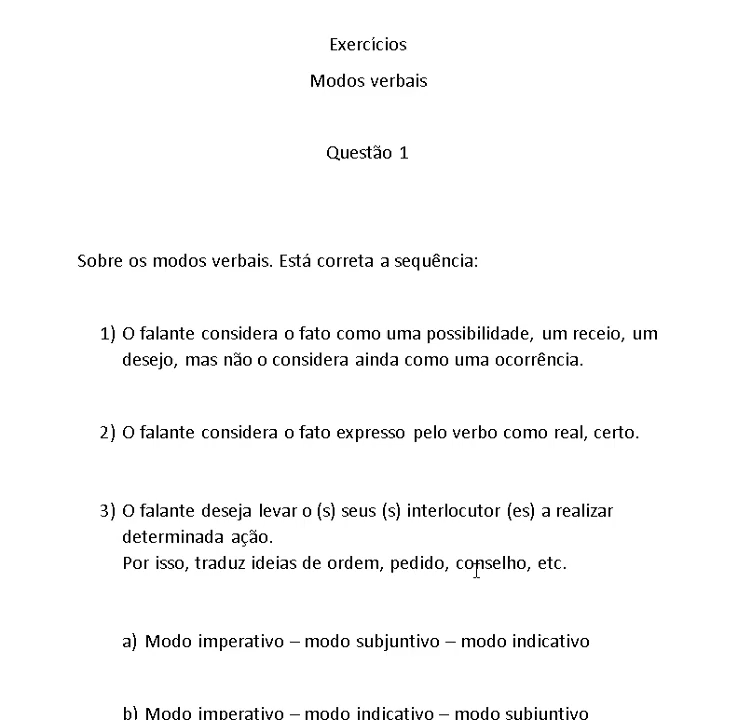 Exercícios
Modos verbais
Questão 1
Sobre os modos verbais. Está correta a sequência:
1) O falante considera o fato como uma possibilidade, um receio, um
desejo, mas não o considera ainda como uma ocorrência.
2) O falante considera o fato expresso pelo verbo como real, certo.
3) O falante deseja levar o (s) seus (s) interlocutor (es) a realizar
determinada ação.
Por isso, traduz ideias de ordem, pedido, conselho, etc.
a) Modo imperativo – modo subjuntivo – modo indicativo
b) Modo imperativo – modo indicativo – modo subjuntivo